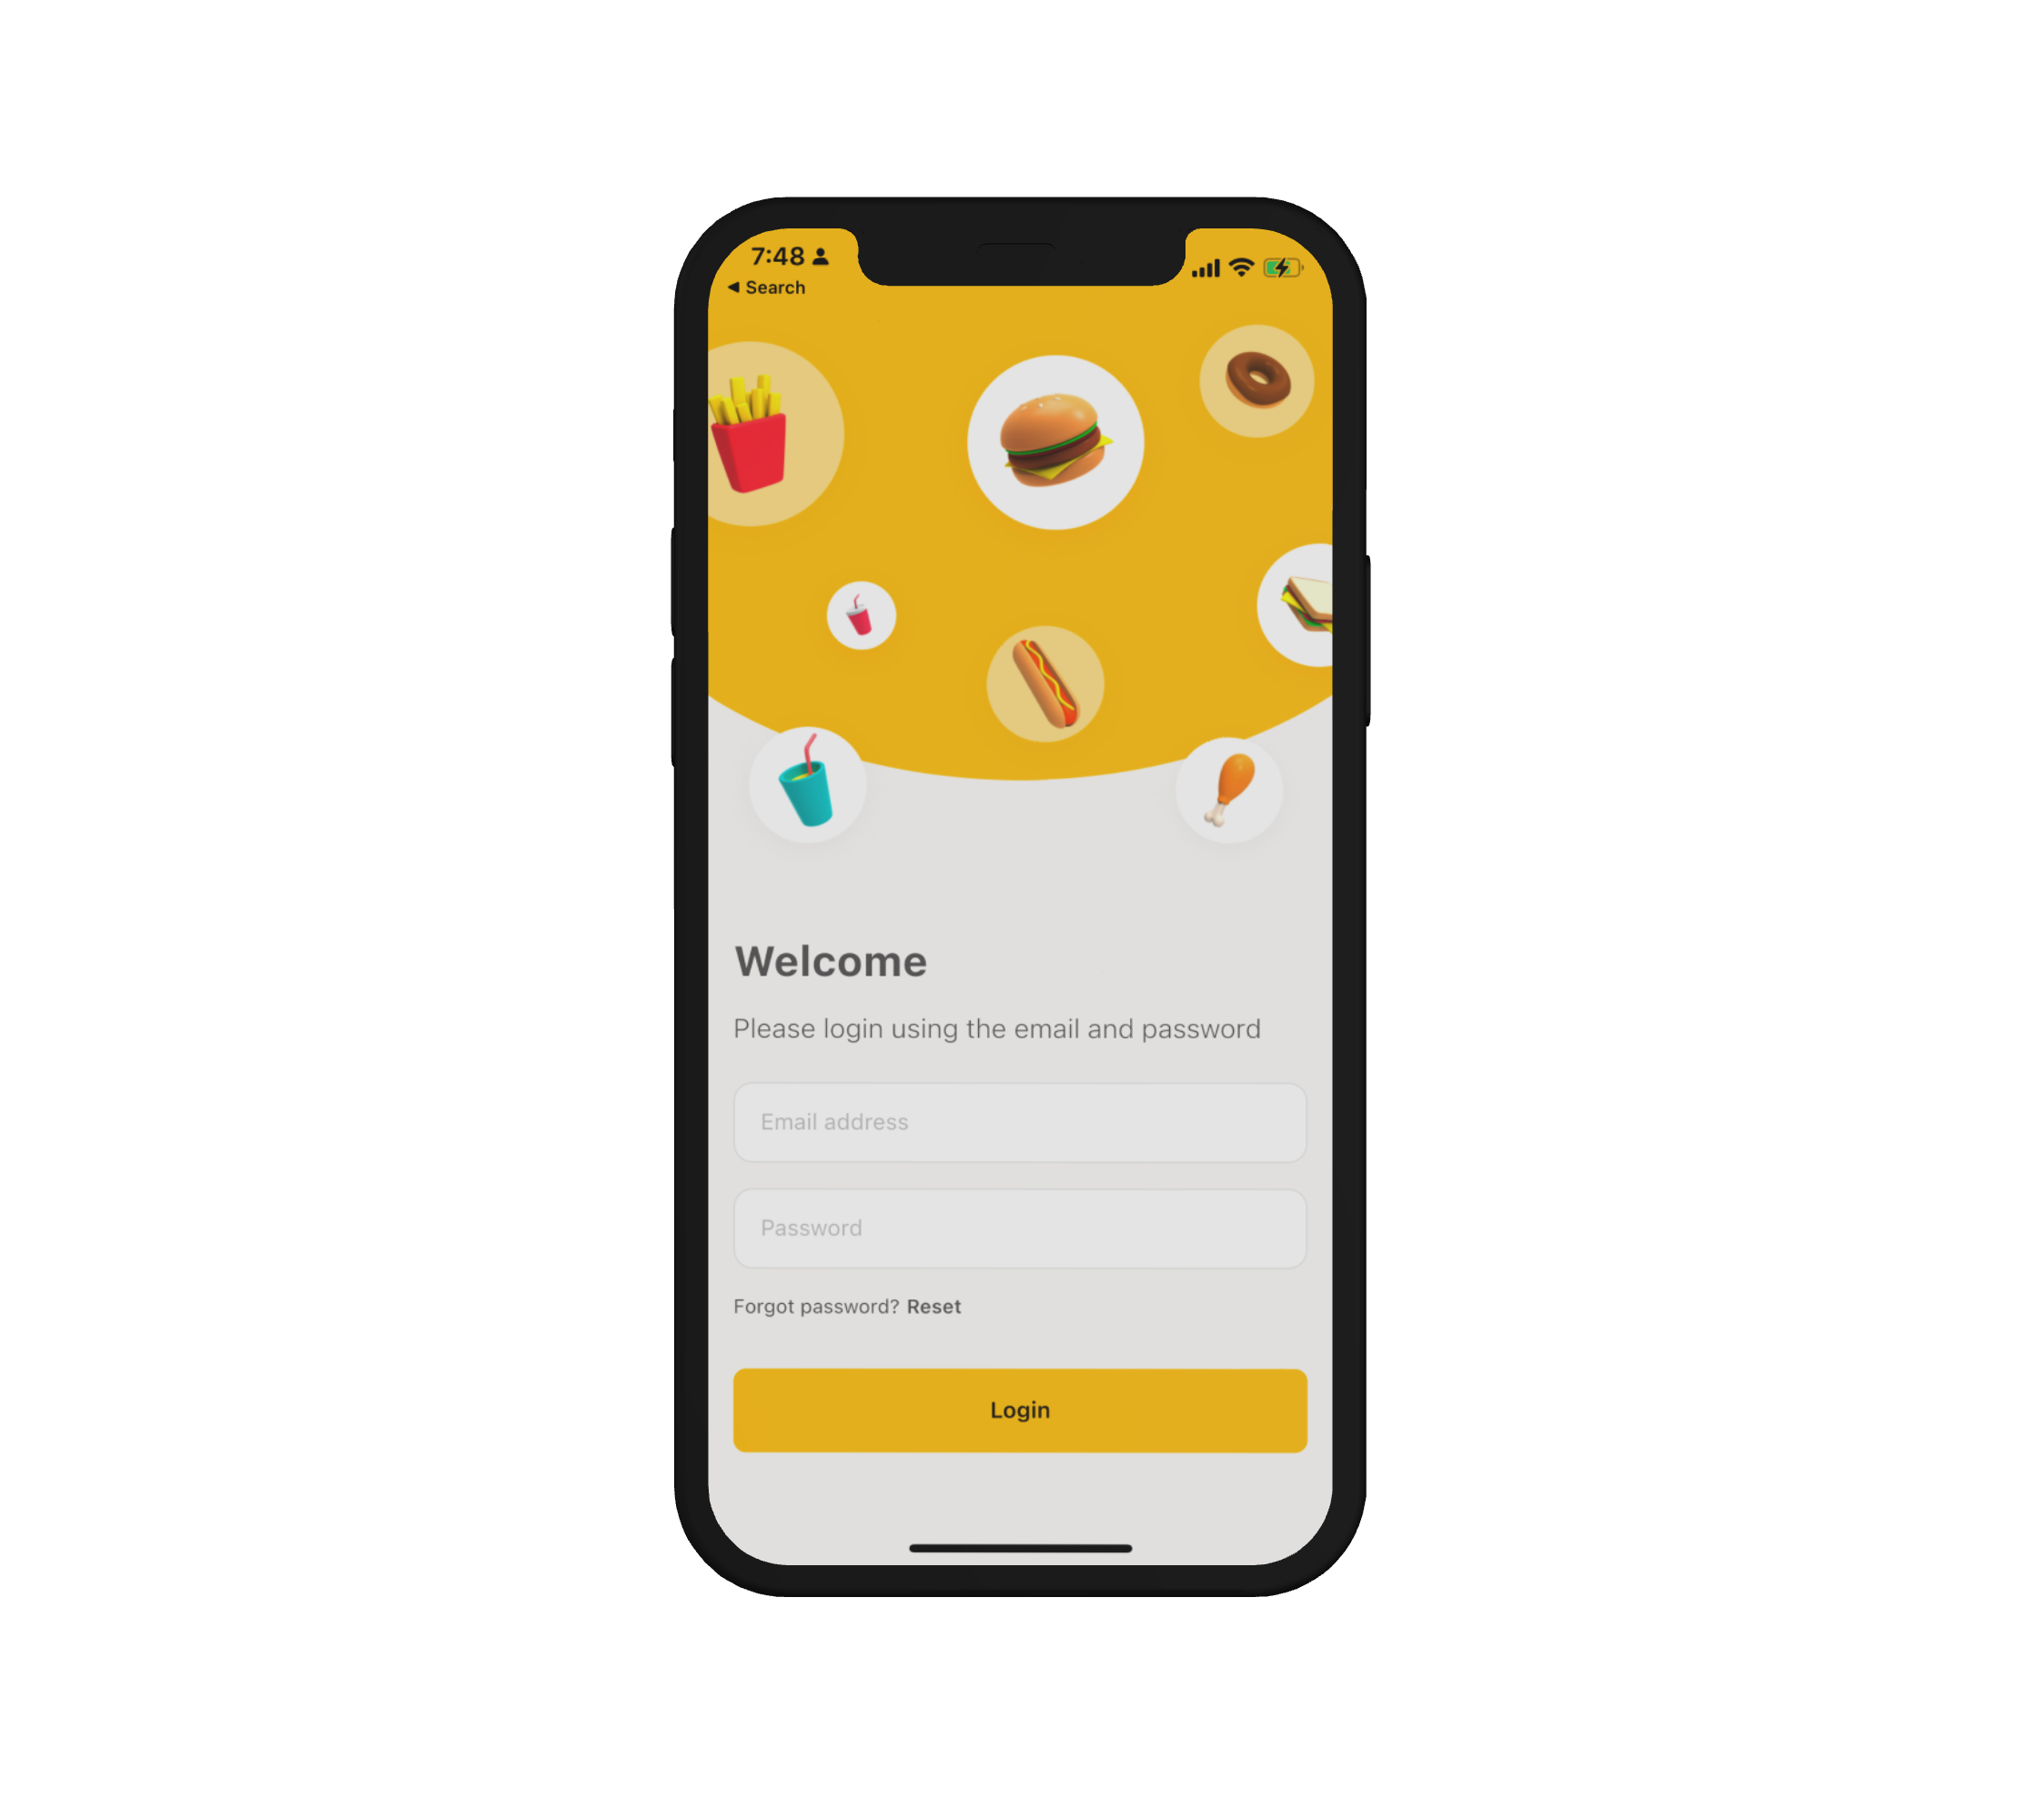 7:48
Search
Welcome
Please login using the email and password
Email address
Password
Forgot password? Reset
Login